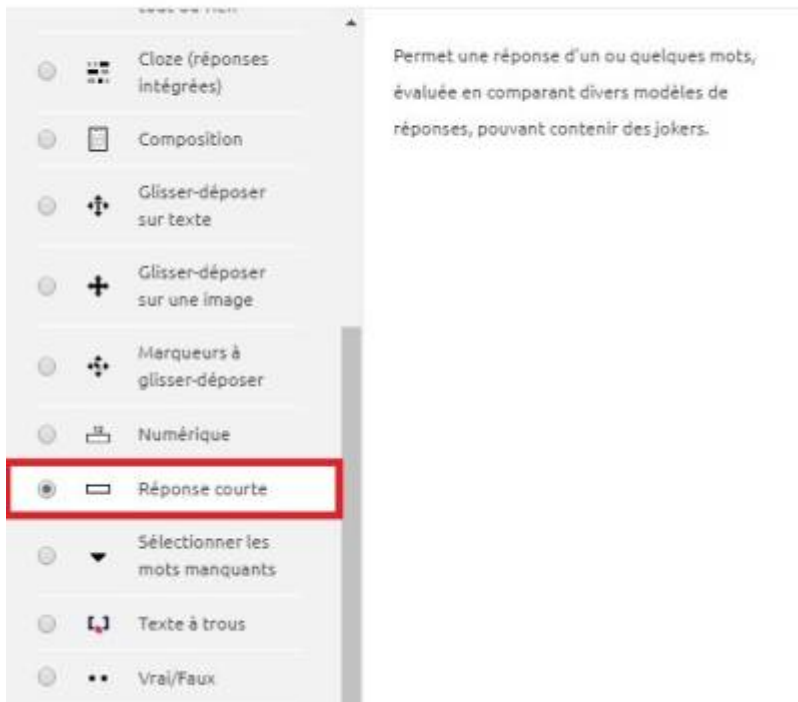 Cloze (réponses
intégrées)
Composition
Glisser-déposer
sur texte
Glisser-déposer
sur une image
Marqueurs à
glisser-déposer
12
Numérique
Réponse courte
Sélectionner les
mots manquants
Texte à trous
Vrai/Faux
Permet une réponse d'un ou quelques mots,
évaluée en comparant divers modèles de
réponses, pouvant contenir des jokers.